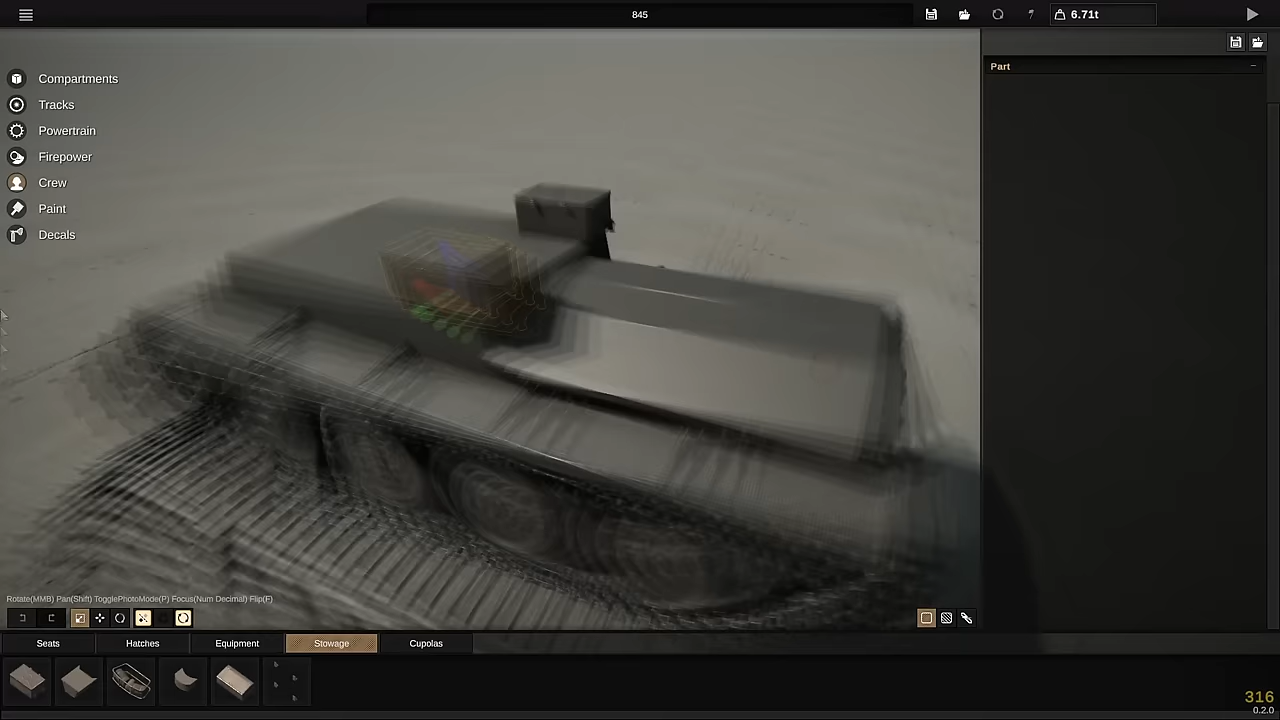 845
6.71t
Part
Compartments
Tracks
Powertrain
Firepower
Crew
Paint
Decals
Rotate(MMB) Pan(Shift) TogglePhotoMode(P) Focus(Num Decimal) Flip(F)
Seats
Hatches
Equipment
Stowage
Cupolas
316
0.2.0